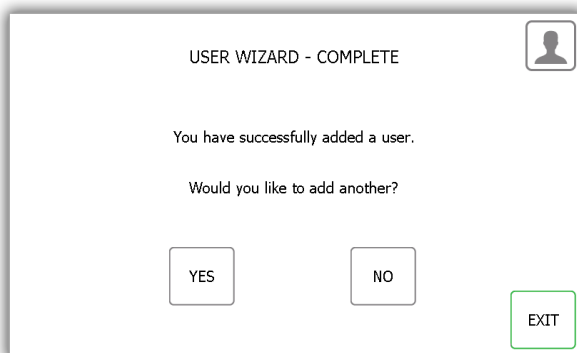 USER WIZARD - COMPLETE
You have successfully added a user.
Would you like to add another?
YES NO
EXIT